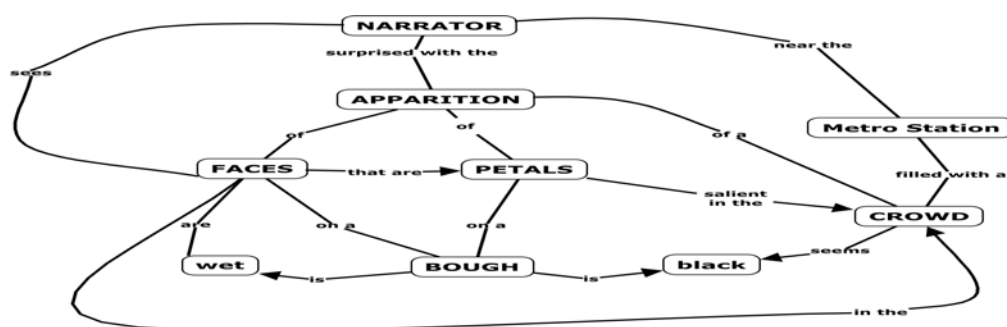 NARRATOR
surprised with the
near the
sees
APPARITION
of
of
of a
Metro Station
FACES
that are
PETALS
filled with a
salient
in the
CROWD
are
on a
on a
seems
wet
is
BOUGH
is
black
in the